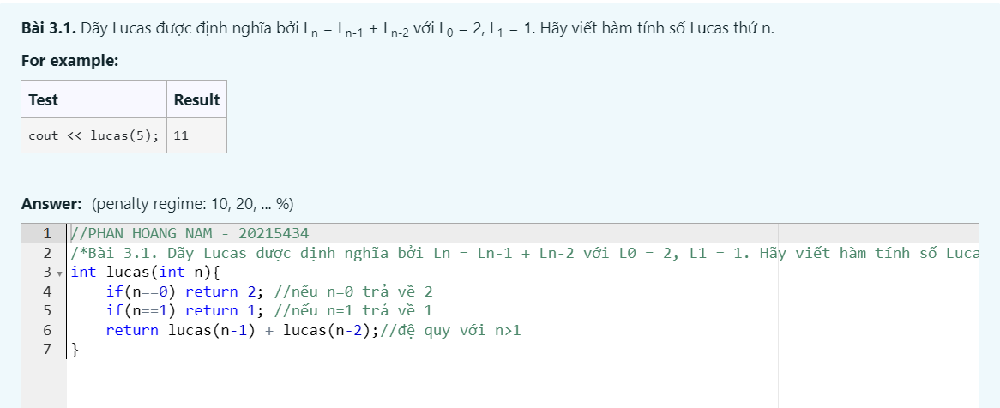 Bài 3.1. Dãy Lucas được định nghĩa bởi Ln = Ln-1 + Ln-2 với L0 = 2, L1 = 1. Hãy viết hàm tính số Lucas thứ n.
For example:
Test Result
cout << lucas(5); 11
Answer: (penalty regime: 10, 20, ... %)
1 //PHAN HOANG NAM - 20215434
2 /*Bài 3.1. Dãy Lucas được định nghĩa bởi Ln = Ln-1 + Ln-2 với L0 = 2, L1 = 1. Hãy viết hàm tính số Luca
3 int lucas(int n){
4 if(n==0) return 2; //nếu n=0 trả về 2
5 if(n==1) return 1; //nếu n=1 trả về 1
6 return lucas(n-1) + lucas(n-2);//đệ quy với n>1
7 }